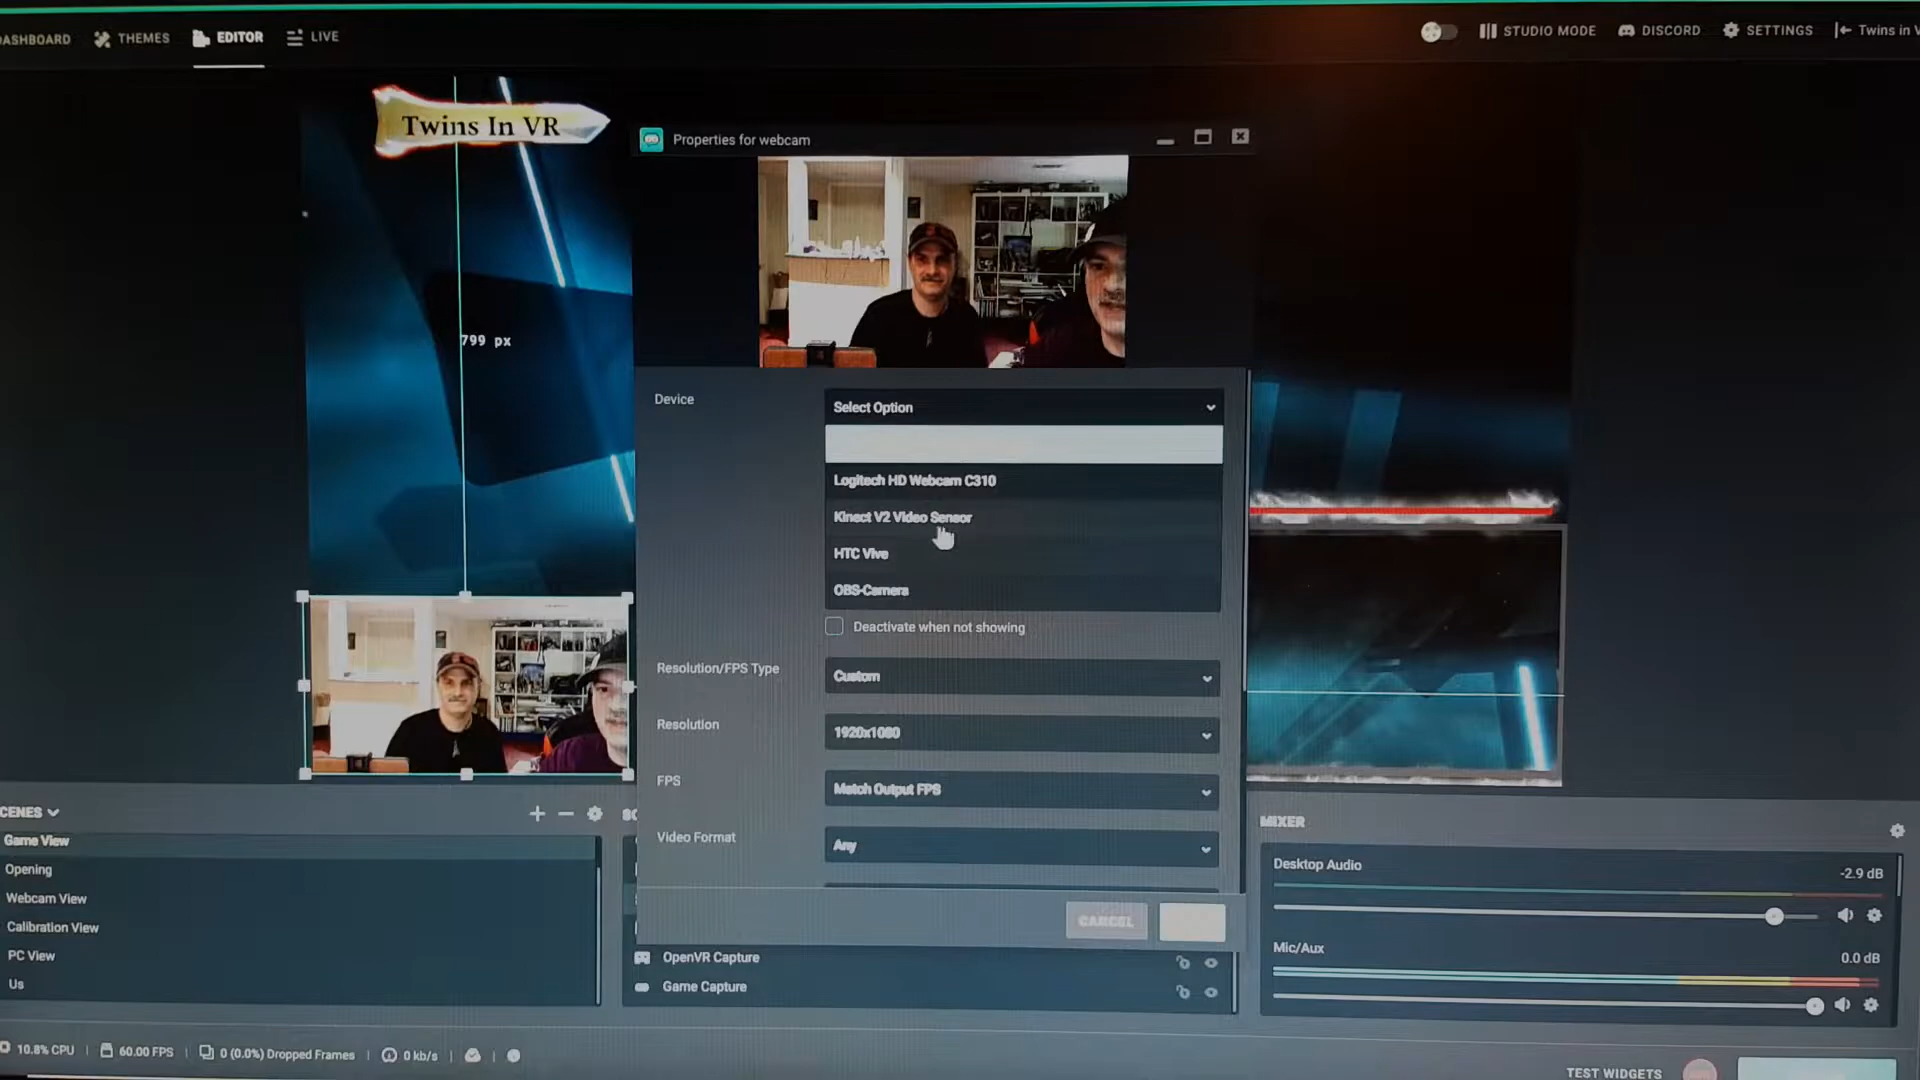 DASHBOARD
THEMES
EDITOR
LIVE
STUDIO MODE
DISCORD
SETTINGS
Twins in V
Twins In VR
Properties for webcam
799 px
Device
Select Option
Logitech HD Webcam C310
Kinect V2 Video Sensor
HTC Vive
OBS-Camera
Deactivate when not showing
Resolution/FPS Type
Custom
Resolution
1920x1080
FPS
Match Output FPS
Video Format
Any
CANCEL
CENES
Game View
Opening
Webcam View
Calibration View
PC View
Us
OpenVR Capture
Game Capture
MIXER
Desktop Audio
-2.9 dB
Mic/Aux
0.0 dB
10.8% CPU
60.00 FPS
0 (0.0%) Dropped Frames
0 kb/s
TEST WIDGETS